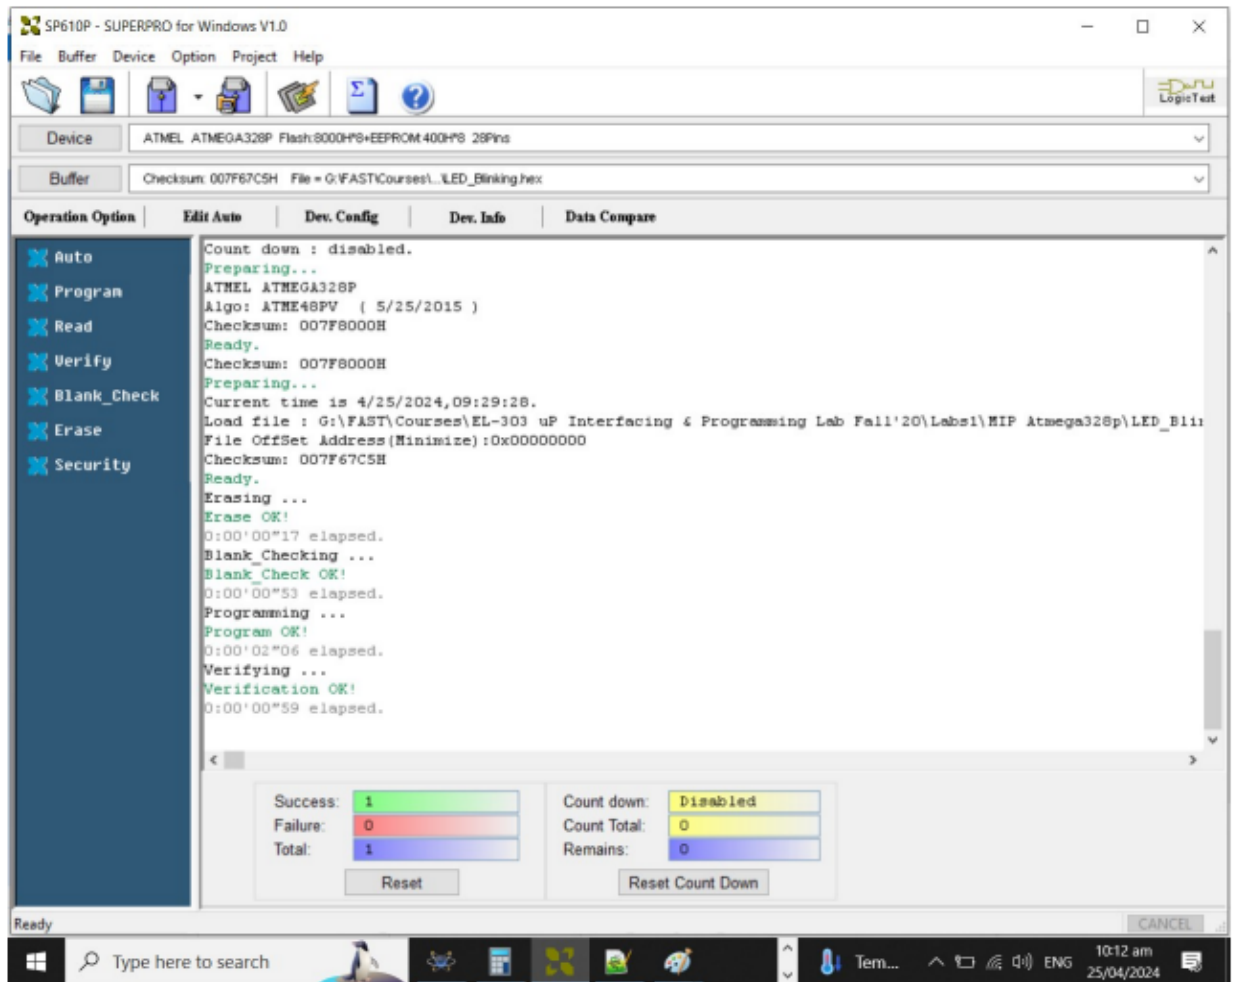 SP610P - SUPERPRO for Windows V1.0
File Buffer Device Option Project Help
LogicTest
Device ATMEL ATMEGA328P Flash:8000H*8+EEPROM:400H*8 28Pins
Buffer Checksum: 007F67C5H File = G:\FAST\Courses\...\LED_Blinking.hex
Operation Option Edit Auto Dev. Config Dev. Info Data Compare
Auto
Program
Read
Verify
Blank_Check
Erase
Security
Count down : disabled.
Preparing...
ATMEL ATMEGA328P
Algo: ATME48PV ( 5/25/2015 )
Checksum: 007F8000H
Ready.
Checksum: 007F8000H
Preparing...
Current time is 4/25/2024,09:29:28.
Load file : G:\FAST\Courses\EL-303 uP Interfacing & Programming Lab Fall'20\Labs1\MIP Atmega328p\LED_Blin
File OffSet Address(Minimize):0x00000000
Checksum: 007F67C5H
Ready.
Erasing ...
Erase OK!
0:00'00"17 elapsed.
Blank_Checking ...
Blank_Check OK!
0:00'00"53 elapsed.
Programming ...
Program OK!
0:00'02"06 elapsed.
Verifying ...
Verification OK!
0:00'00"59 elapsed.
Success: 1 Count down: Disabled
Failure: 0 Count Total: 0
Total: 1 Remains: 0
Reset Reset Count Down
Ready CANCEL
Type here to search Tem... ENG 10:12 am
25/04/2024